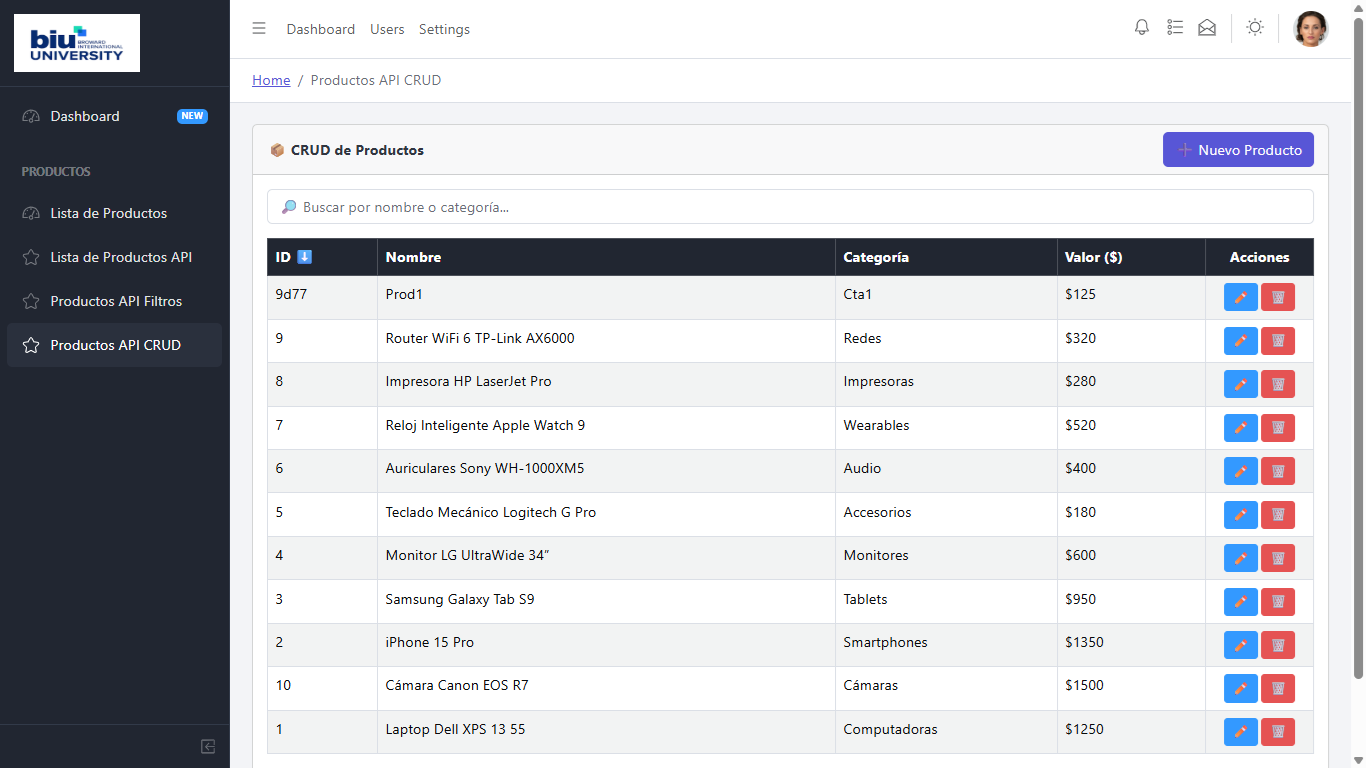 biu
BROWARD
INTERNATIONAL
UNIVERSITY
Dashboard Users Settings
Home / Productos API CRUD
Dashboard NEW
PRODUCTOS
Lista de Productos
Lista de Productos API
Productos API Filtros
Productos API CRUD
CRUD de Productos
Nuevo Producto
Buscar por nombre o categoría...
ID Nombre Categoría Valor ($) Acciones
9d77 Prod1 Cta1 $125
9 Router WiFi 6 TP-Link AX6000 Redes $320
8 Impresora HP LaserJet Pro Impresoras $280
7 Reloj Inteligente Apple Watch 9 Wearables $520
6 Auriculares Sony WH-1000XM5 Audio $400
5 Teclado Mecánico Logitech G Pro Accesorios $180
4 Monitor LG UltraWide 34” Monitores $600
3 Samsung Galaxy Tab S9 Tablets $950
2 iPhone 15 Pro Smartphones $1350
10 Cámara Canon EOS R7 Cámaras $1500
1 Laptop Dell XPS 13 55 Computadoras $1250